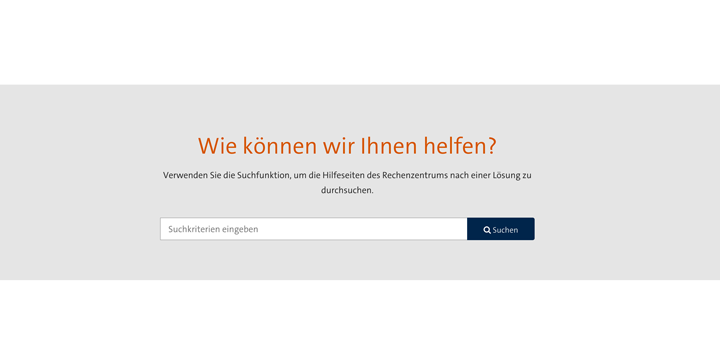 Wie können wir Ihnen helfen?
Verwenden Sie die Suchfunktion, um die Hilfeseiten des Rechenzentrums nach einer Lösung zu
durchsuchen.
Suchkriterien eingeben
Suchen